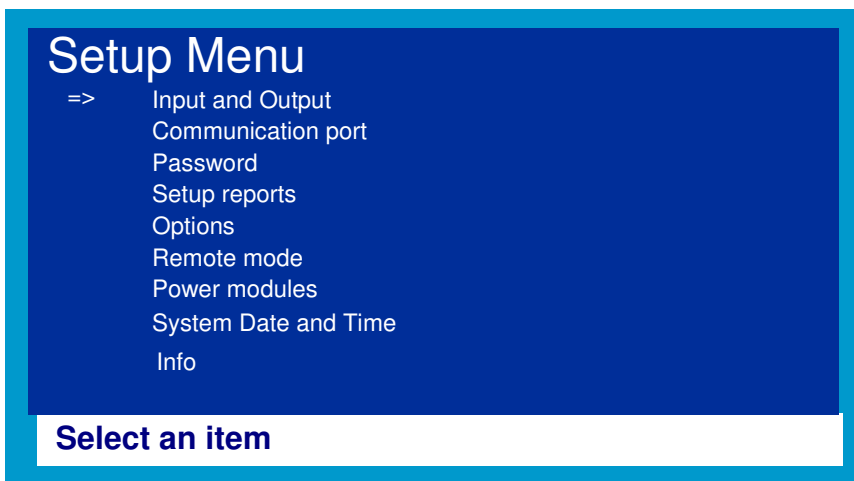 Setup Menu
=> Input and Output
Communication port
Password
Setup reports
Options
Remote mode
Power modules
System Date and Time
Info
Select an item